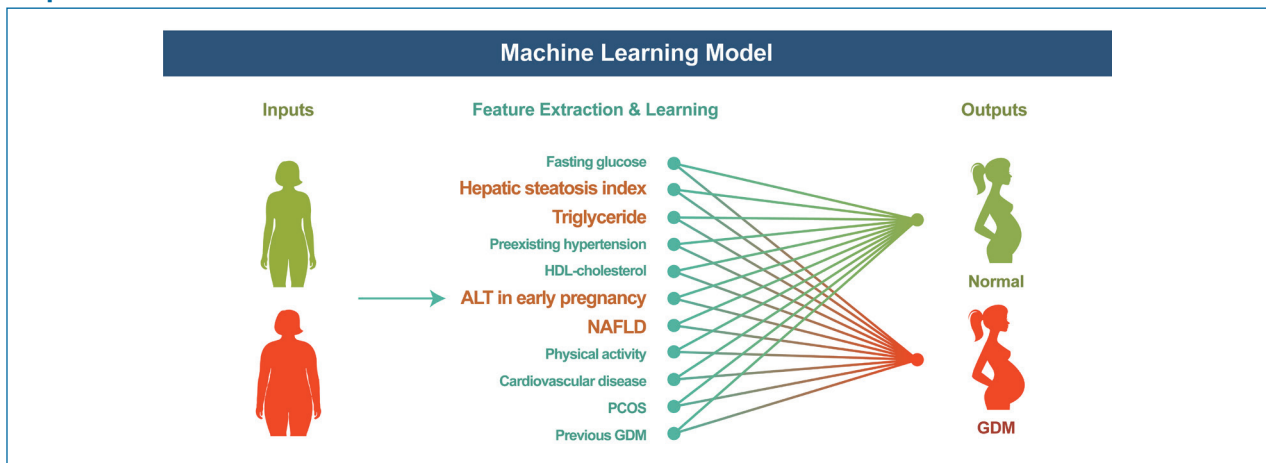 Machine Learning Model
Inputs
Feature Extraction & Learning
Outputs
Fasting glucose
Hepatic steatosis index
Triglyceride
Preexisting hypertension
HDL-cholesterol
ALT in early pregnancy
NAFLD
Physical activity
Cardiovascular disease
PCOS
Previous GDM
Normal
GDM